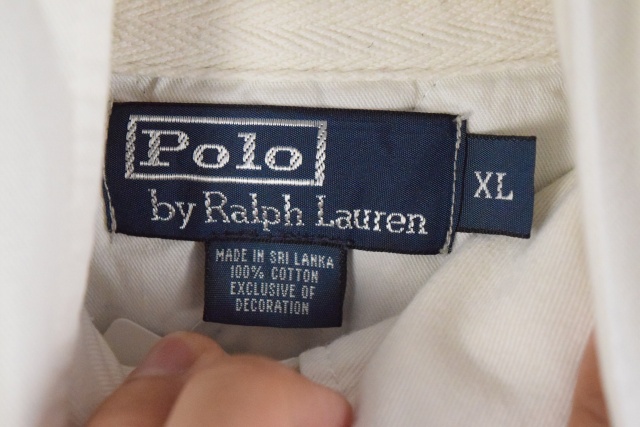 Polo
by Ralph Lauren
XL
MADE IN SRI LANKA
100% COTTON
EXCLUSIVE OF
DECORATION